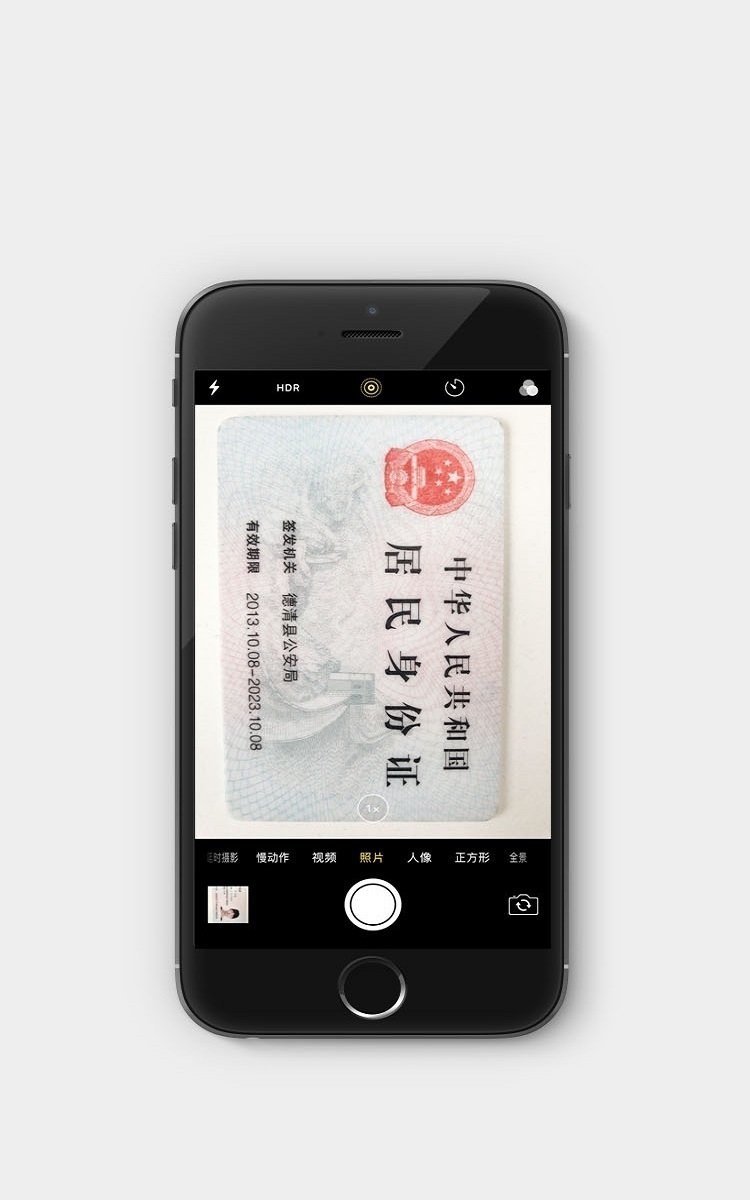 HDR
中华人民共和国
居民身份证
签发机关 德清县公安局
有效期限 2013.10.08-2023.10.08
1×
延时摄影 慢动作 视频 照片 人像 正方形 全景